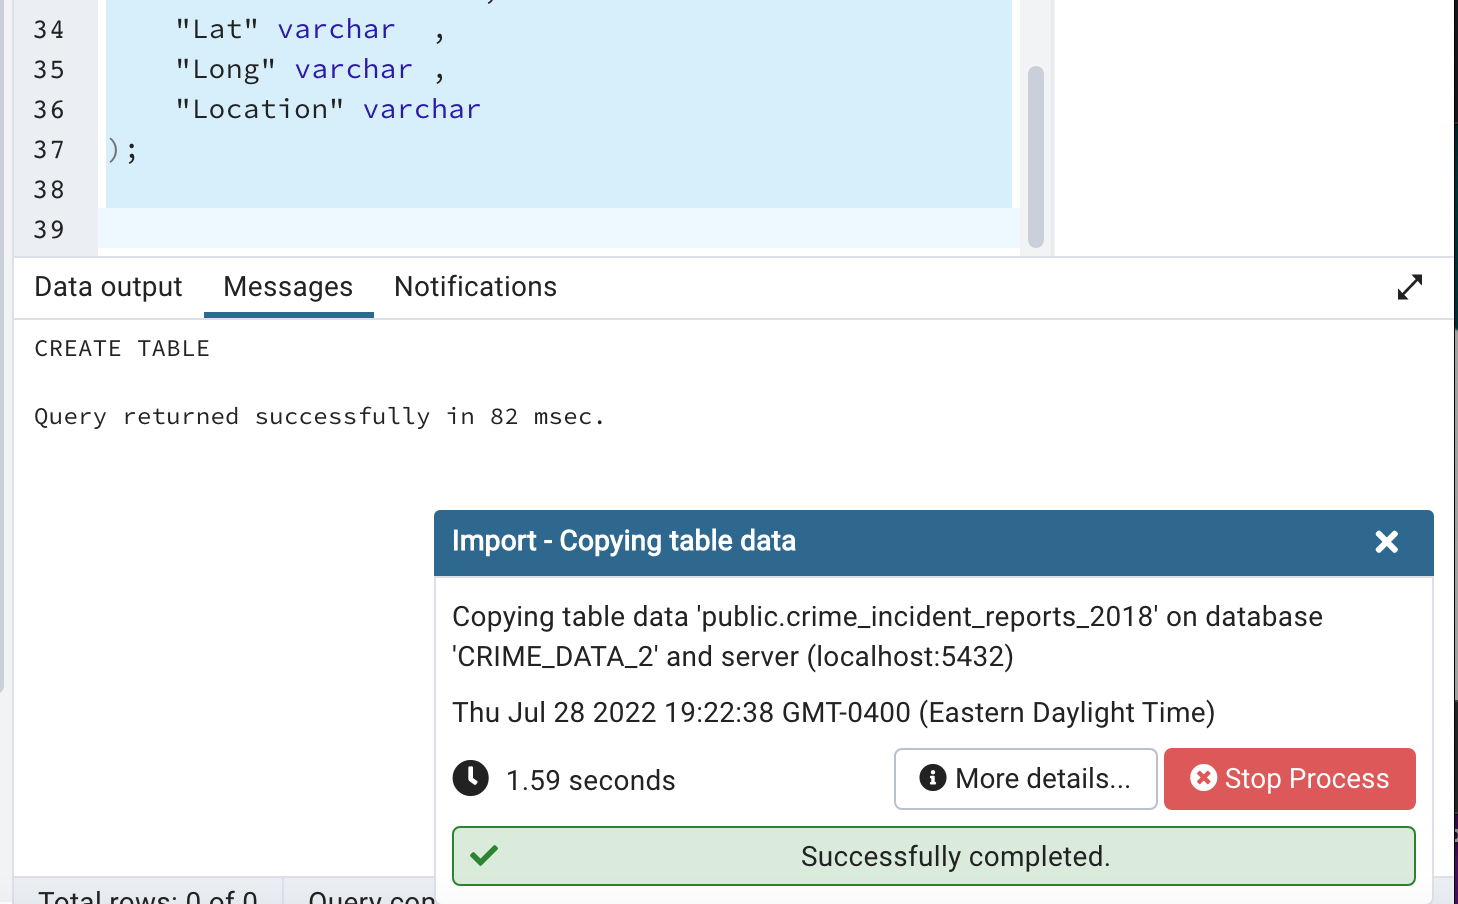 34 "Lat" varchar ,
35 "Long" varchar ,
36 "Location" varchar
37 );
38
39
Data output Messages Notifications
CREATE TABLE
Query returned successfully in 82 msec.
Import - Copying table data
Copying table data 'public.crime_incident_reports_2018' on database
'CRIME_DATA_2' and server (localhost:5432)
Thu Jul 28 2022 19:22:38 GMT-0400 (Eastern Daylight Time)
1.59 seconds More details... Stop Process
Successfully completed.
Total rows: 0 of 0 Query con